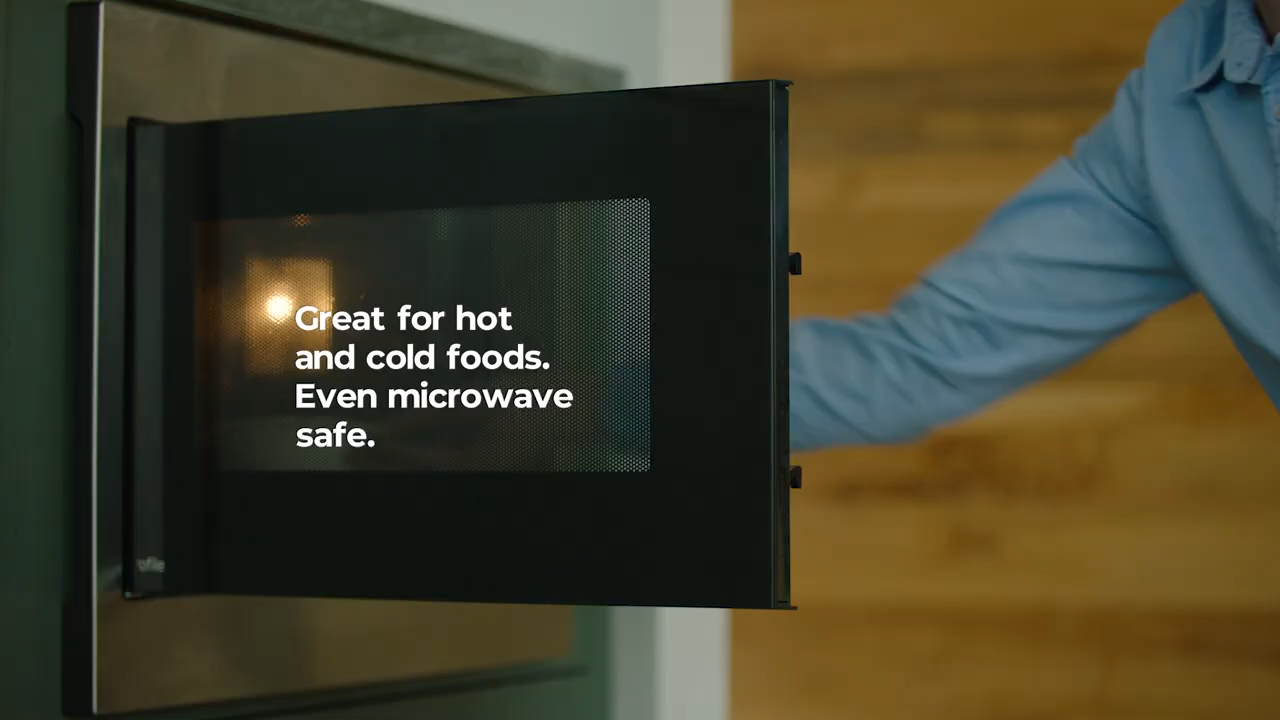 Great for hot
and cold foods.
Even microwave
safe.